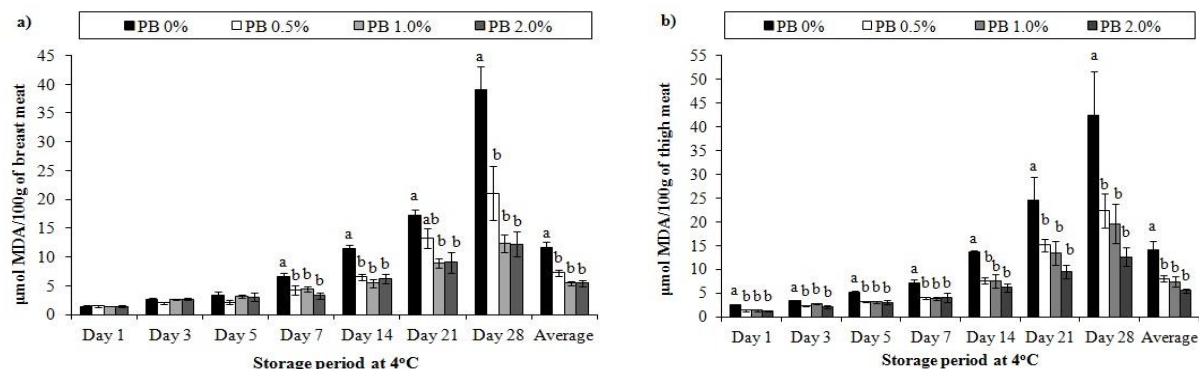 a)
PB 0% PB 0.5% PB 1.0% PB 2.0%
µmol MDA/100g of breast meat
45
40
35
30
25
20
15
10
5
0
a b b b
a b b b
a ab b b
a b b b
a b b b
Day 1 Day 3 Day 5 Day 7 Day 14 Day 21 Day 28 Average
Storage period at 4°C
b)
PB 0% PB 0.5% PB 1.0% PB 2.0%
µmol MDA/100g of thigh meat
55
50
45
40
35
30
25
20
15
10
5
0
a b b b
a b b b
a b b b
a b b b
a b b b
a b b b
a b b b
a b b b
Day 1 Day 3 Day 5 Day 7 Day 14 Day 21 Day 28 Average
Storage period at 4°C